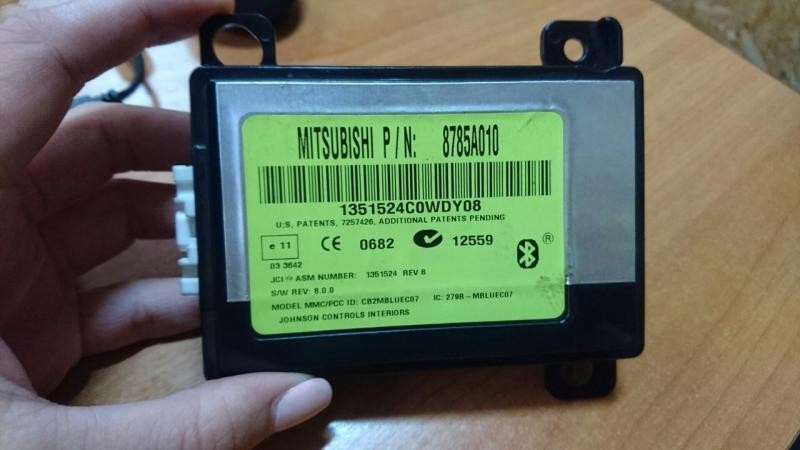 MITSUBISHI P/N: 8785A010
1351524C0WDY08
U.S. PATENTS, 7257426, ADDITIONAL PATENTS PENDING
e 11 CE 0682 12559 ®
03 3642
JCI ASM NUMBER: 1351524 REV 8
S/W REV: 8.0.0
MODEL MMC/FCC ID: CB2MBLUEC07 IC: 279B-MBLUEC07
JOHNSON CONTROLS INTERIORS